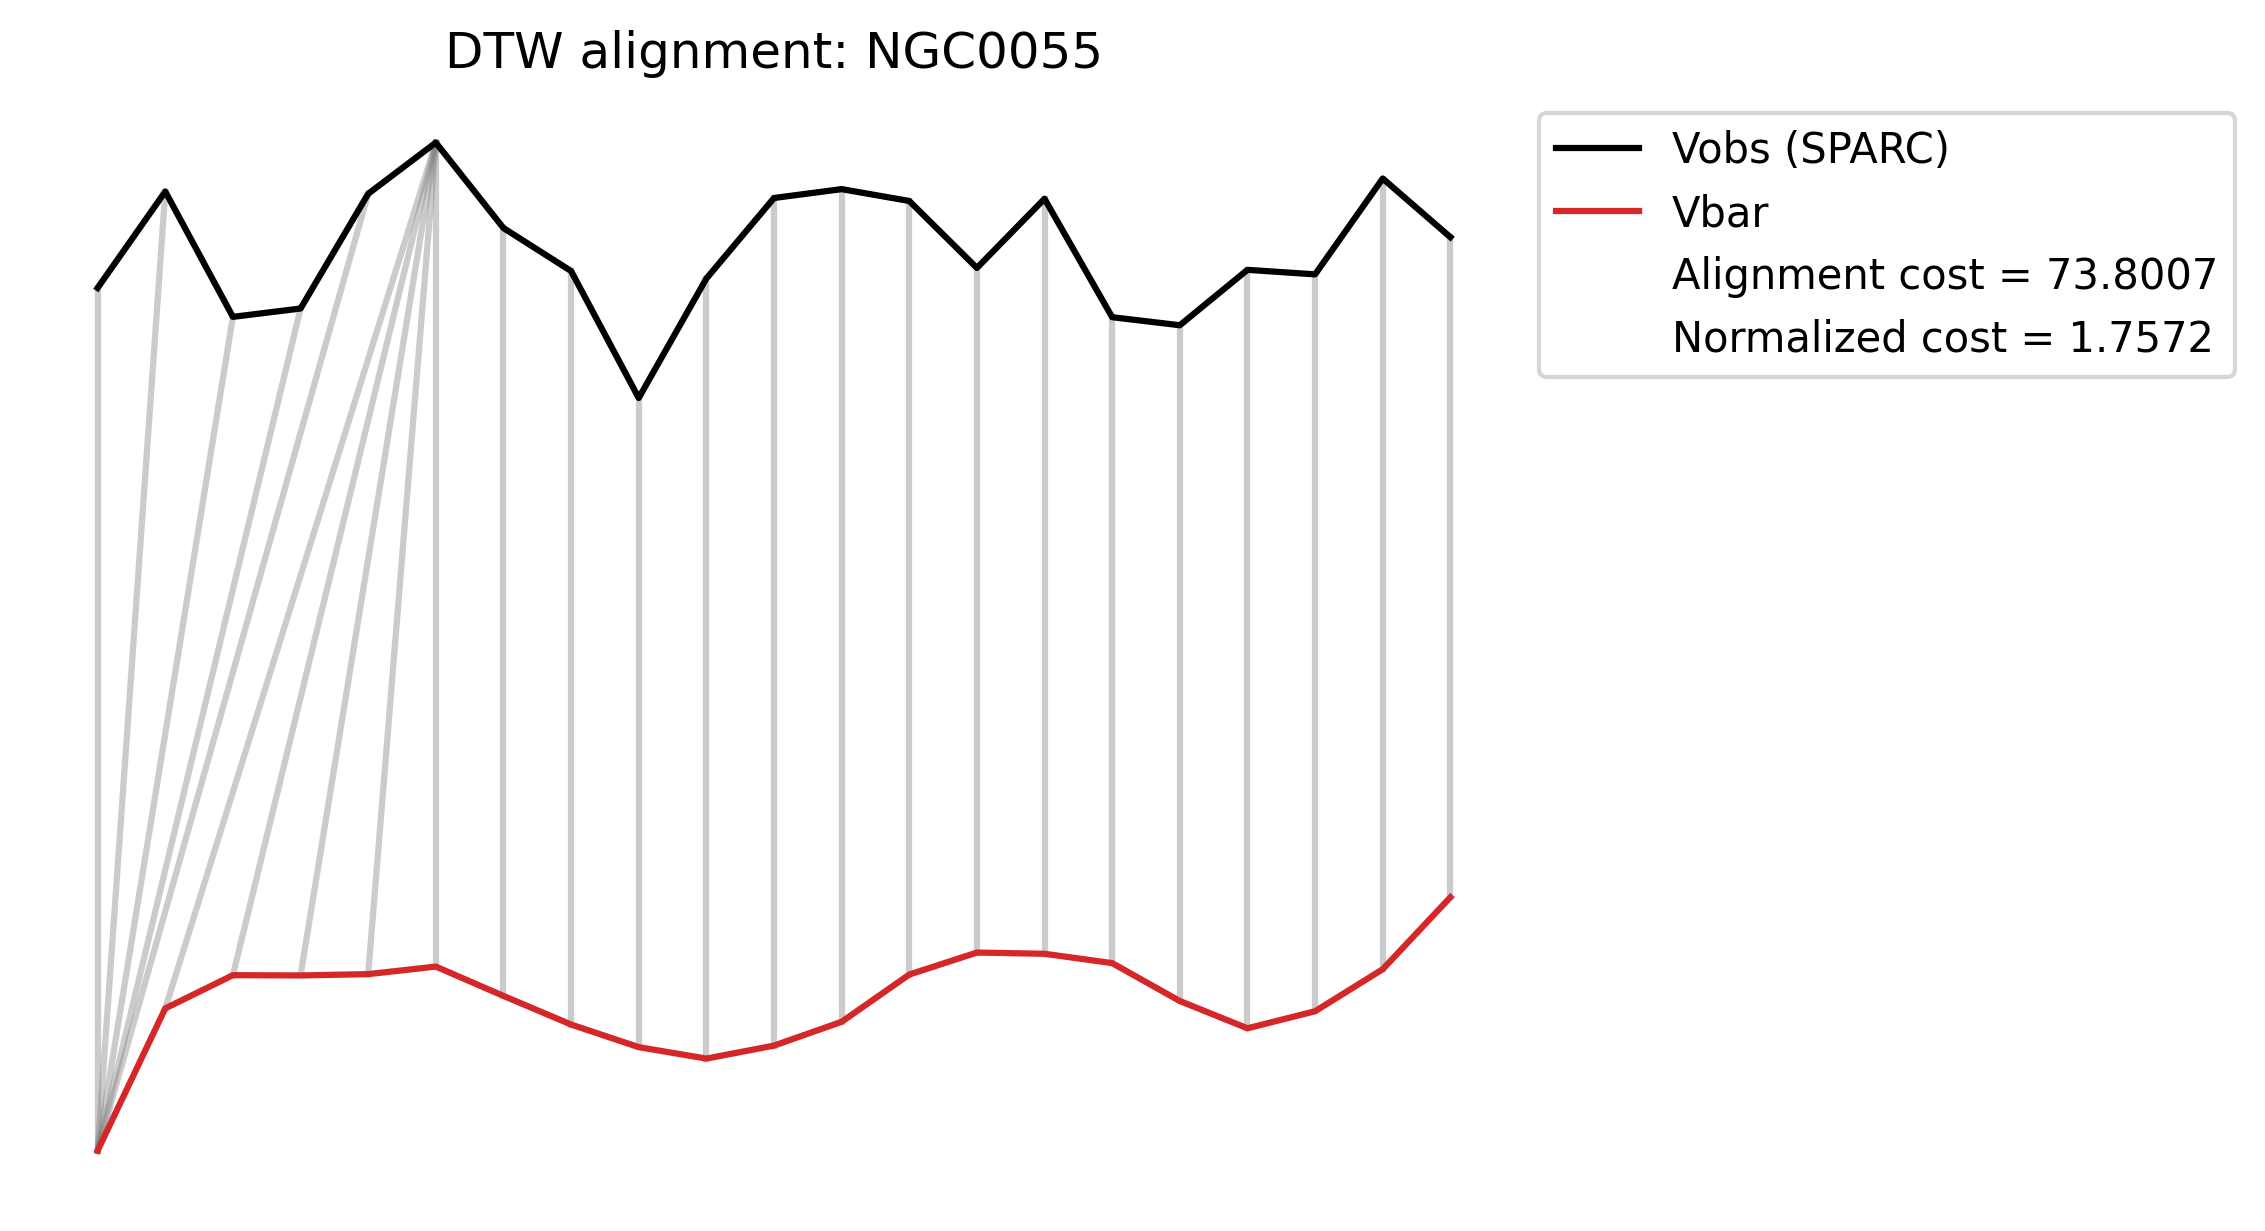 DTW alignment: NGC0055
Vobs (SPARC)
Vbar
Alignment cost = 73.8007
Normalized cost = 1.7572